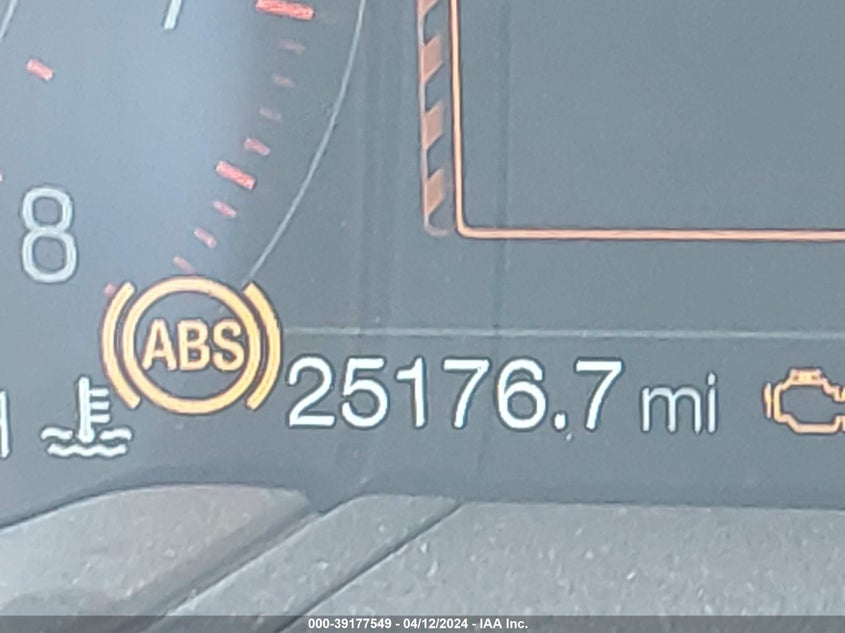 8
ABS
25176.7 mi
000-39177549 - 04/12/2024 - IAA Inc.